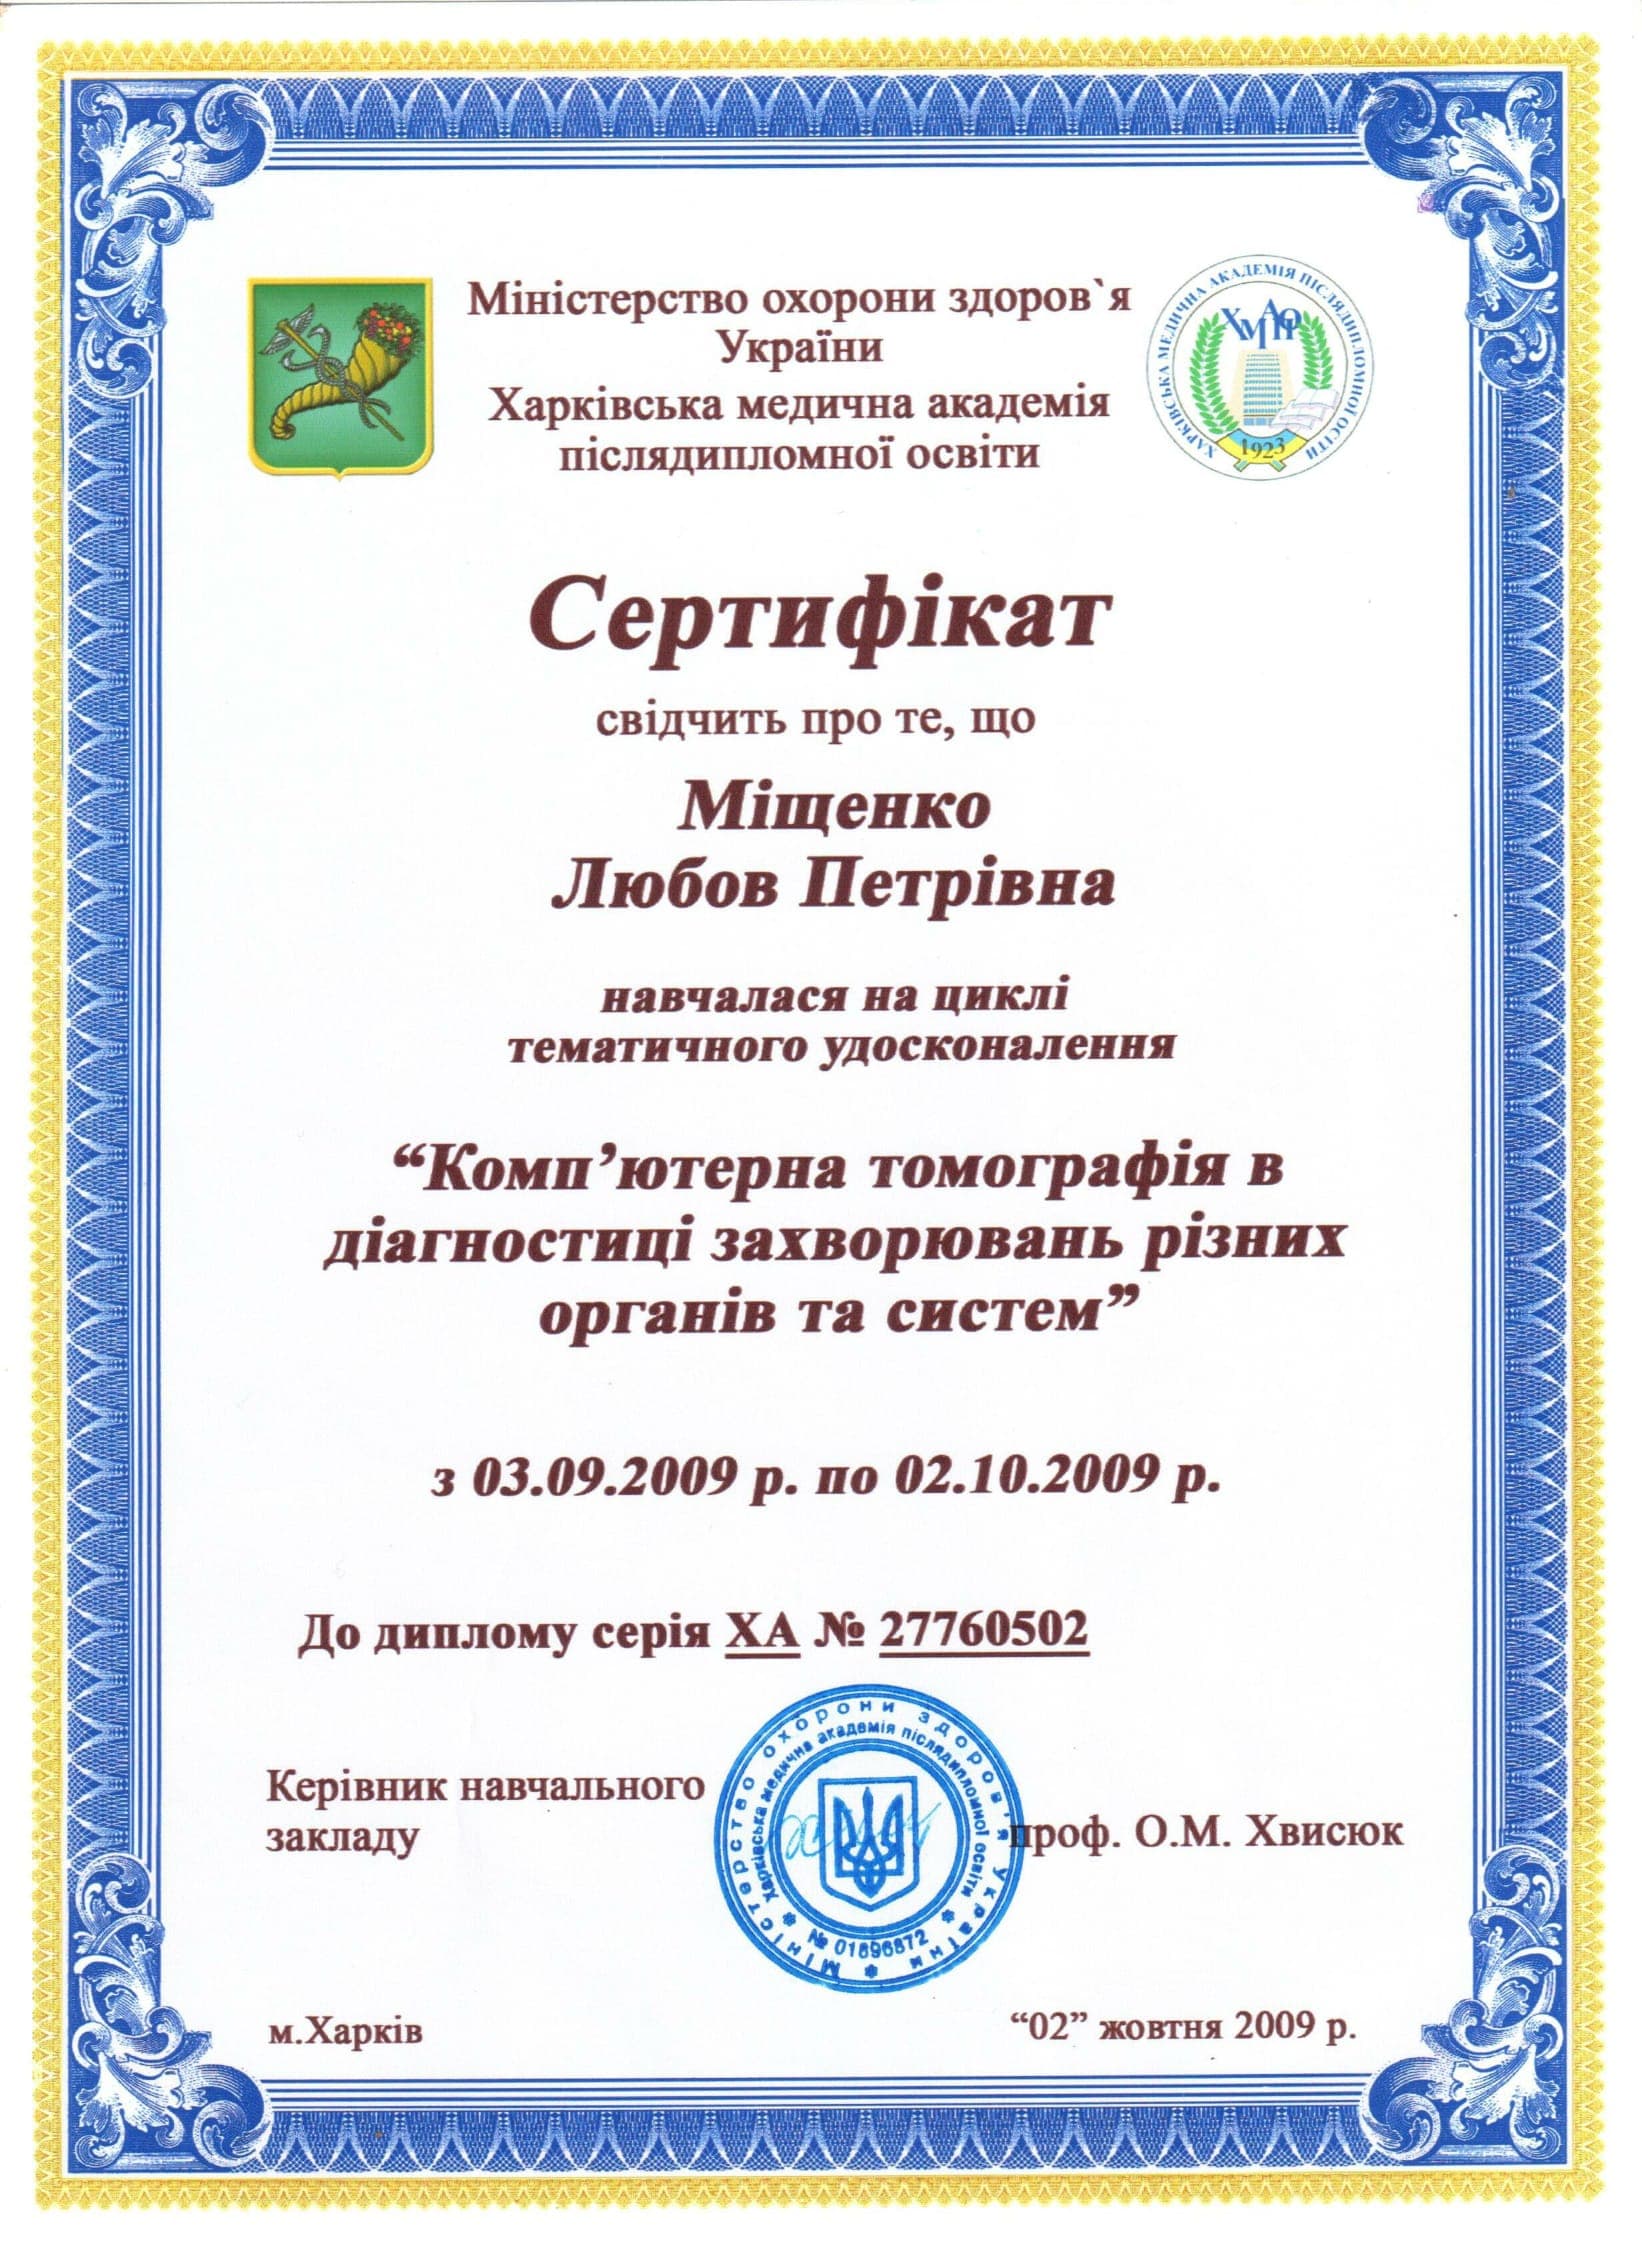 Міністерство охорони здоров`я
України
Харківська медична академія
післядипломної освіти
ХАРКІВСЬКА МЕДИЧНА АКАДЕМІЯ ПІСЛЯДИПЛОМНОЇ ОСВІТИ
ХМАПО
1923
Сертифікат
свідчить про те, що
Міщенко
Любов Петрівна
навчалася на циклі
тематичного удосконалення
“Комп’ютерна томографія в
діагностиці захворювань різних
органів та систем”
з 03.09.2009 р. по 02.10.2009 р.
До диплому серія ХА № 27760502
Керівник навчального
закладу
проф. О.М. Хвисюк
Міністерство охорони здоров'я України
Харківська медична академія післядипломної освіти
№ 01896872
м.Харків
“02” жовтня 2009 р.